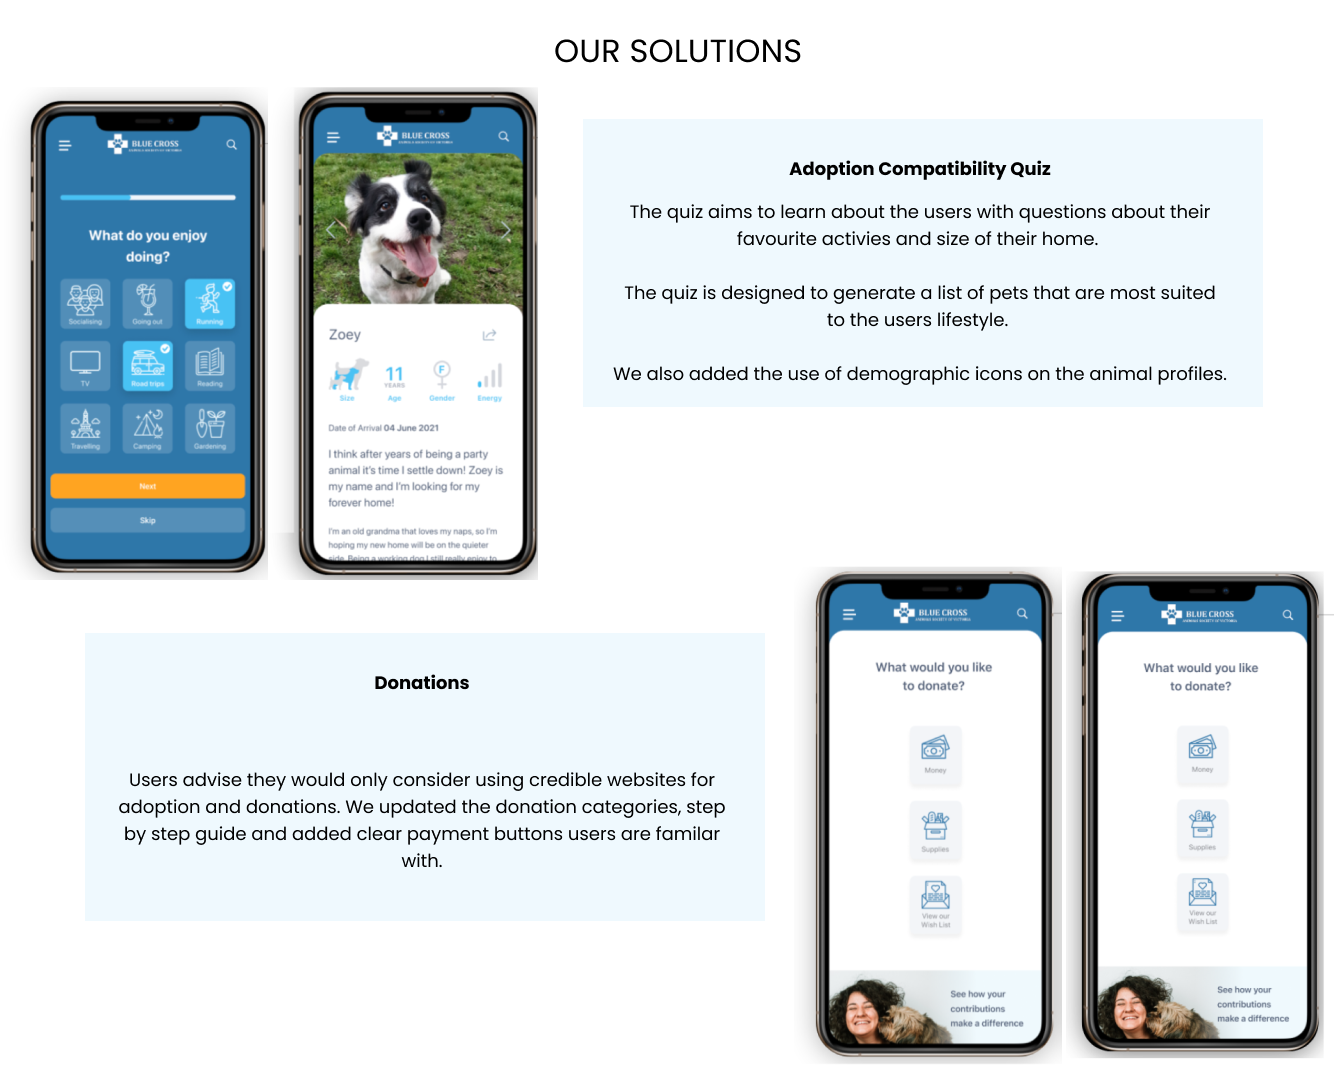 OUR SOLUTIONS
BLUE CROSS
What do you enjoy
doing?
Socialising
Going out
Running
TV
Road trips
Reading
Travelling
Camping
Gardening
Next
Skip
BLUE CROSS
Zoey
11
YEARS
F
Size
Age
Gender
Energy
Date of Arrival 04 June 2021
I think after years of being a party
animal it's time I settle down! Zoey is
my name and I'm looking for my
forever home!
I'm an old grandma that loves my naps, so I'm
hoping my new home will be on the quieter
side. Being a working dog I still really enjoy to
Adoption Compatibility Quiz
The quiz aims to learn about the users with questions about their
favourite activies and size of their home.
The quiz is designed to generate a list of pets that are most suited
to the users lifestyle.
We also added the use of demographic icons on the animal profiles.
Donations
Users advise they would only consider using credible websites for
adoption and donations. We updated the donation categories, step
by step guide and added clear payment buttons users are familar
with.
BLUE CROSS
ANIMALS SOCIETY OF VICTORIA
What would you like
to donate?
Money
Supplies
View our
Wish List
See how your
contributions
make a difference
BLUE CROSS
ANIMALS SOCIETY OF VICTORIA
What would you like
to donate?
Money
Supplies
View our
Wish List
See how your
contributions
make a difference